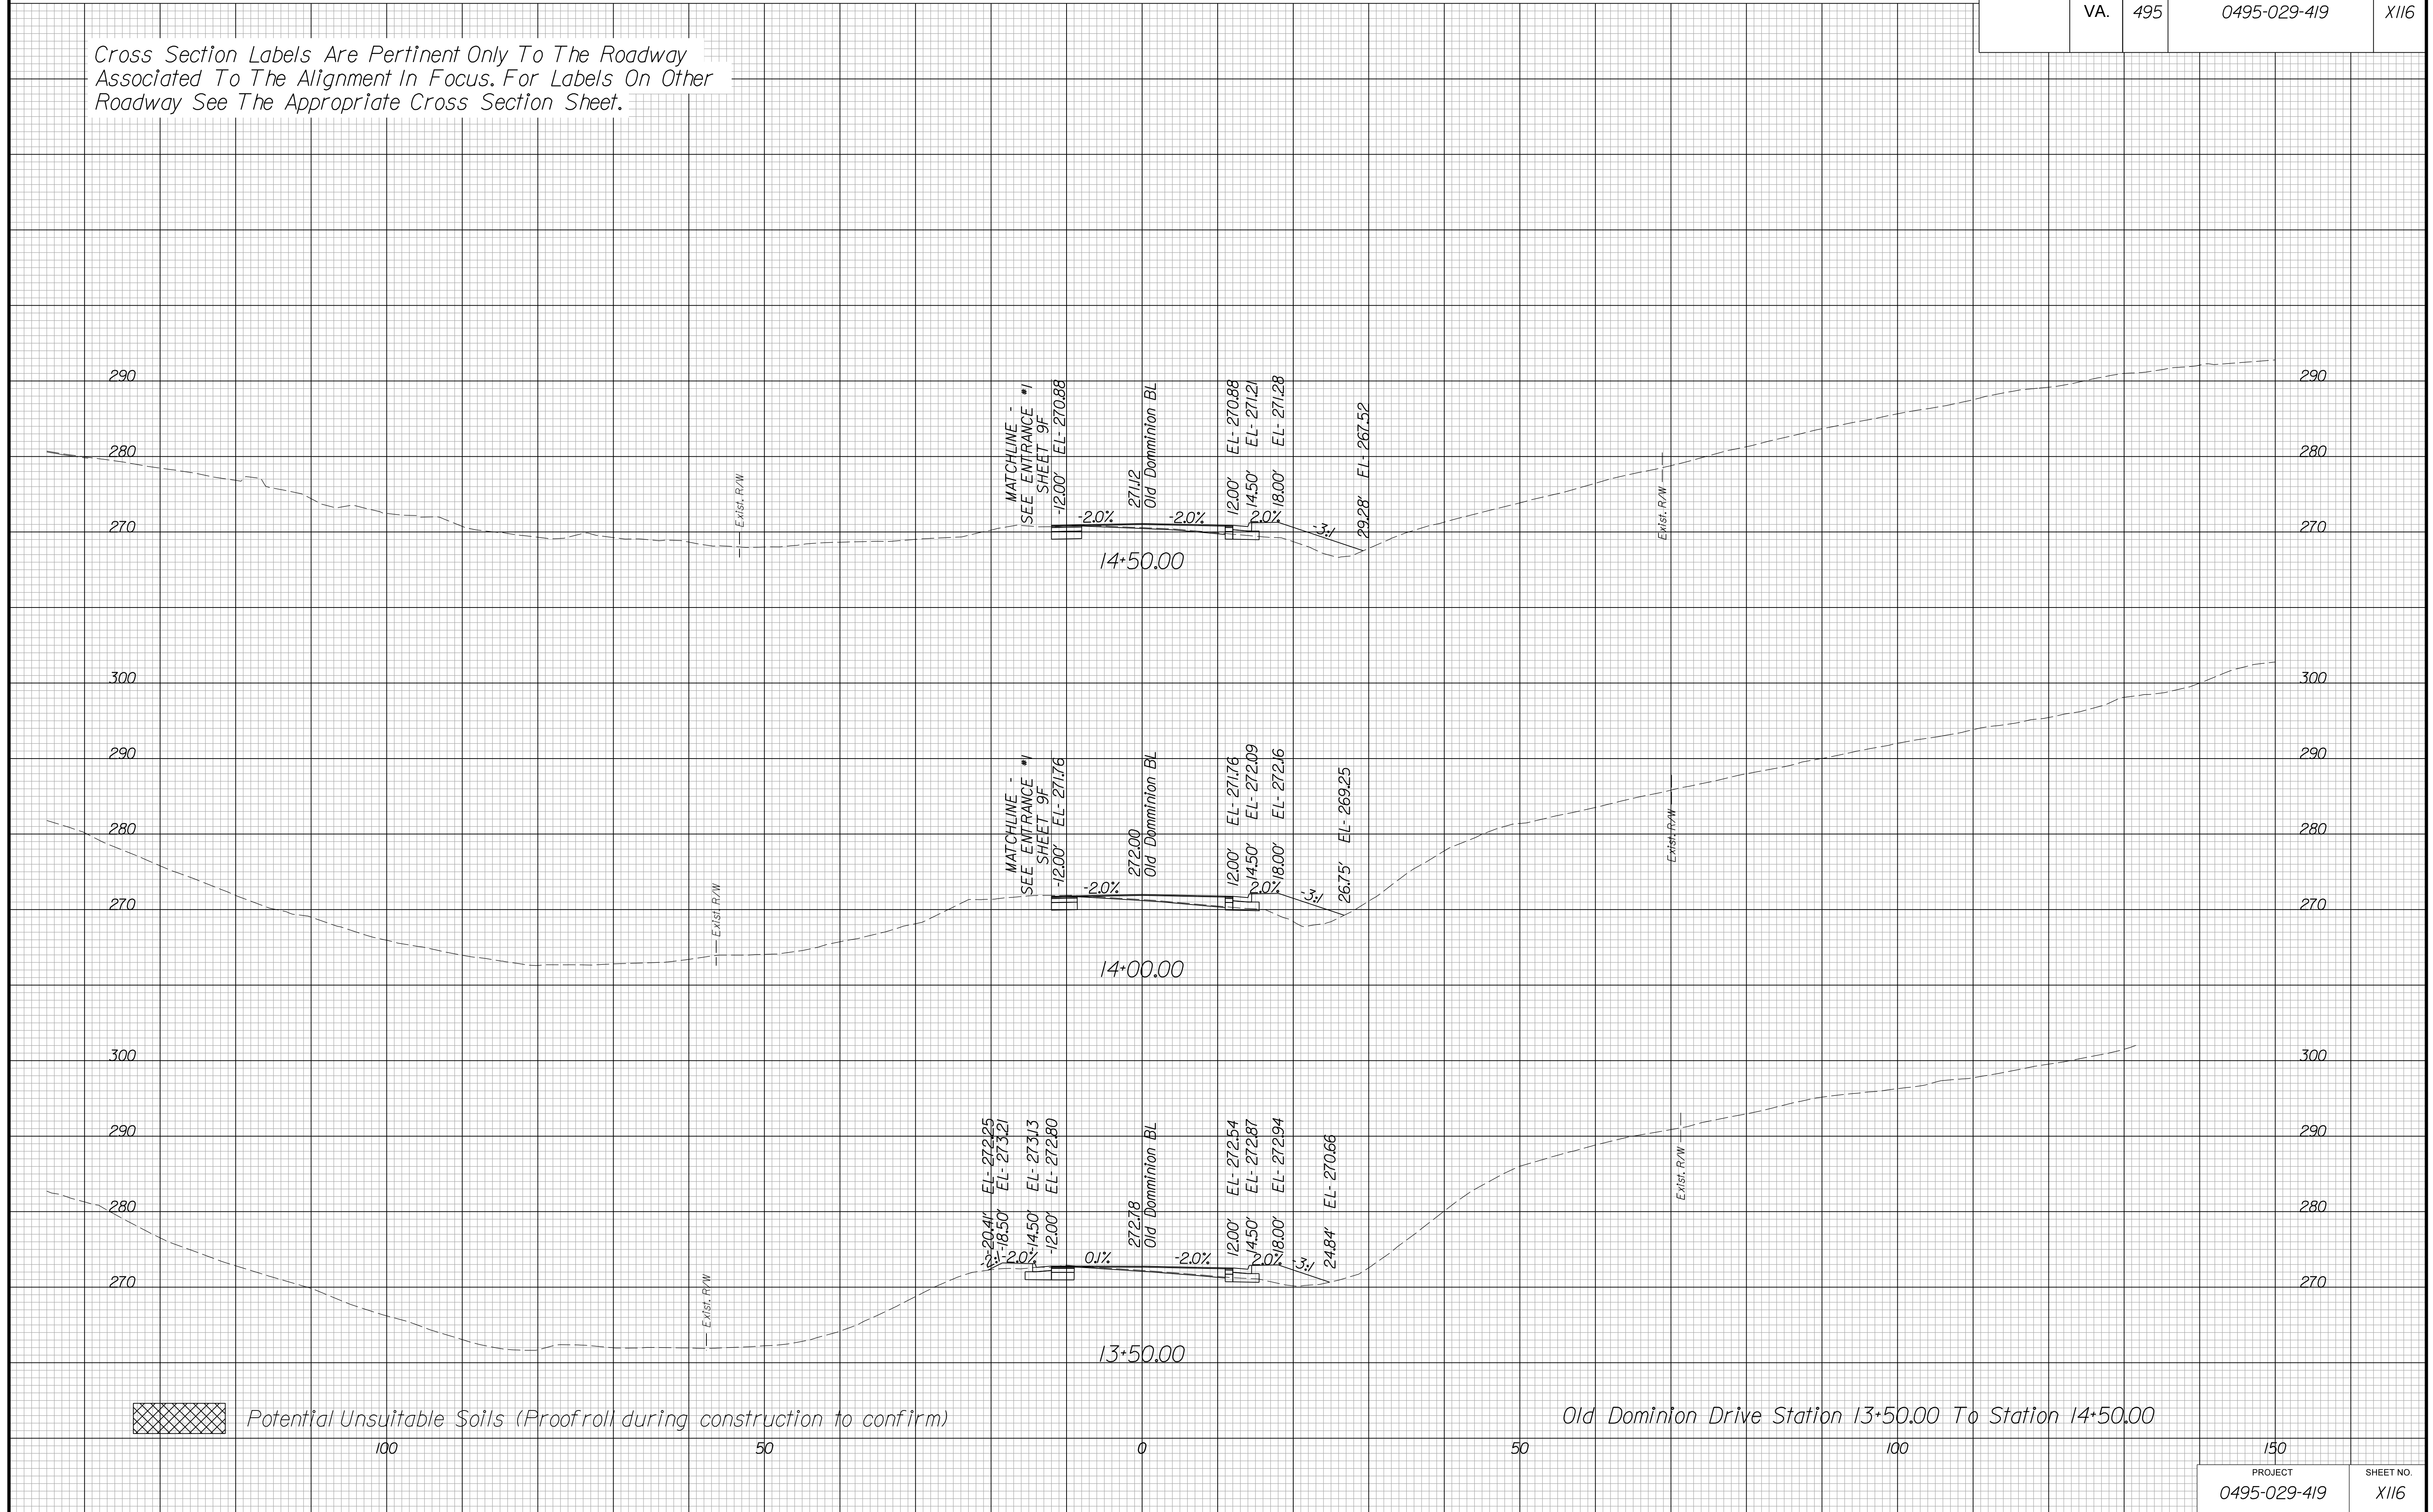 VA. 495 0495-029-419 X116
Cross Section Labels Are Pertinent Only To The Roadway
Associated To The Alignment In Focus. For Labels On Other
Roadway See The Appropriate Cross Section Sheet.
290 290
280 280
270 270
MATCHLINE -
SEE ENTRANCE #1
SHEET 9F
-12.00' EL- 270.88
271.12
Old Domminion BL
12.00' EL- 270.88
14.50' EL- 271.21
18.00' EL- 271.28
29.28' EL- 267.52
Exist. R/W
-2.0%
-2.0%
2.0%
-3:1
Exist. R/W
14+50.00
300 300
290 290
280 280
270 270
MATCHLINE -
SEE ENTRANCE #1
SHEET 9F
-12.00' EL- 271.76
272.00
Old Domminion BL
12.00' EL- 271.76
14.50' EL- 272.09
18.00' EL- 272.16
26.75' EL- 269.25
Exist. R/W
-2.0%
2.0%
-3:1
Exist. R/W
14+00.00
300 300
290 290
280 280
270 270
-20.41' EL- 272.25
-18.50' EL- 273.21
-14.50' EL- 273.13
-12.00' EL- 272.80
272.78
Old Domminion BL
12.00' EL- 272.54
14.50' EL- 272.87
18.00' EL- 272.94
24.84' EL- 270.66
Exist. R/W
-2:1
-2.0%
0.1%
-2.0%
2.0%
-3:1
Exist. R/W
13+50.00
Potential Unsuitable Soils (Proofroll during construction to confirm)
Old Dominion Drive Station 13+50.00 To Station 14+50.00
100 50 0 50 100 150
PROJECT SHEET NO.
0495-029-419 X116